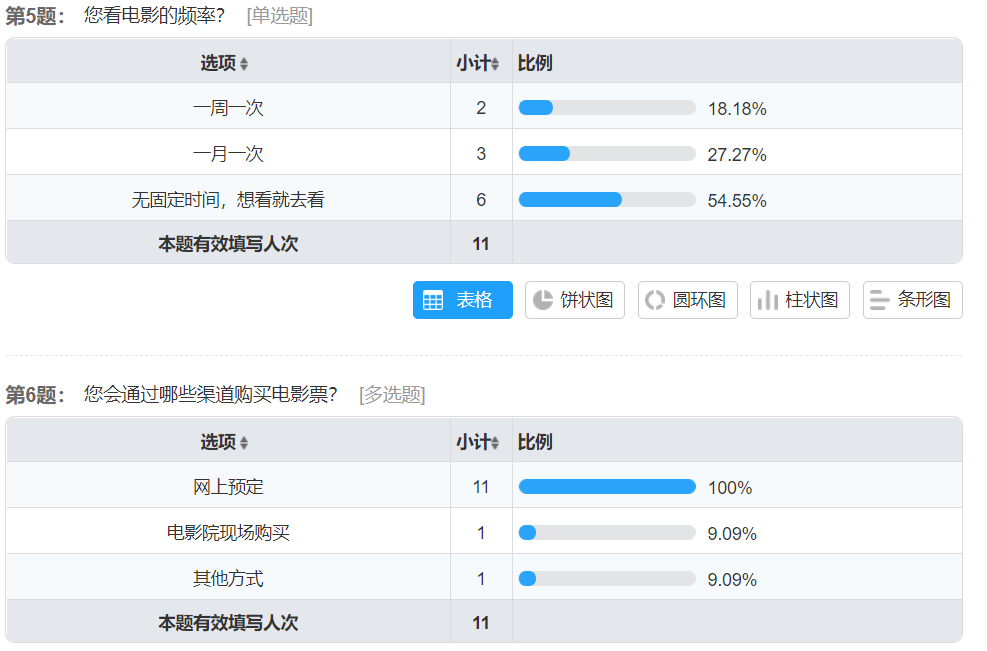 第5题： 您看电影的频率？ [单选题]
选项 小计 比例
一周一次 2 18.18%
一月一次 3 27.27%
无固定时间，想看就去看 6 54.55%
本题有效填写人次 11
表格 饼状图 圆环图 柱状图 条形图
第6题： 您会通过哪些渠道购买电影票？ [多选题]
选项 小计 比例
网上预定 11 100%
电影院现场购买 1 9.09%
其他方式 1 9.09%
本题有效填写人次 11